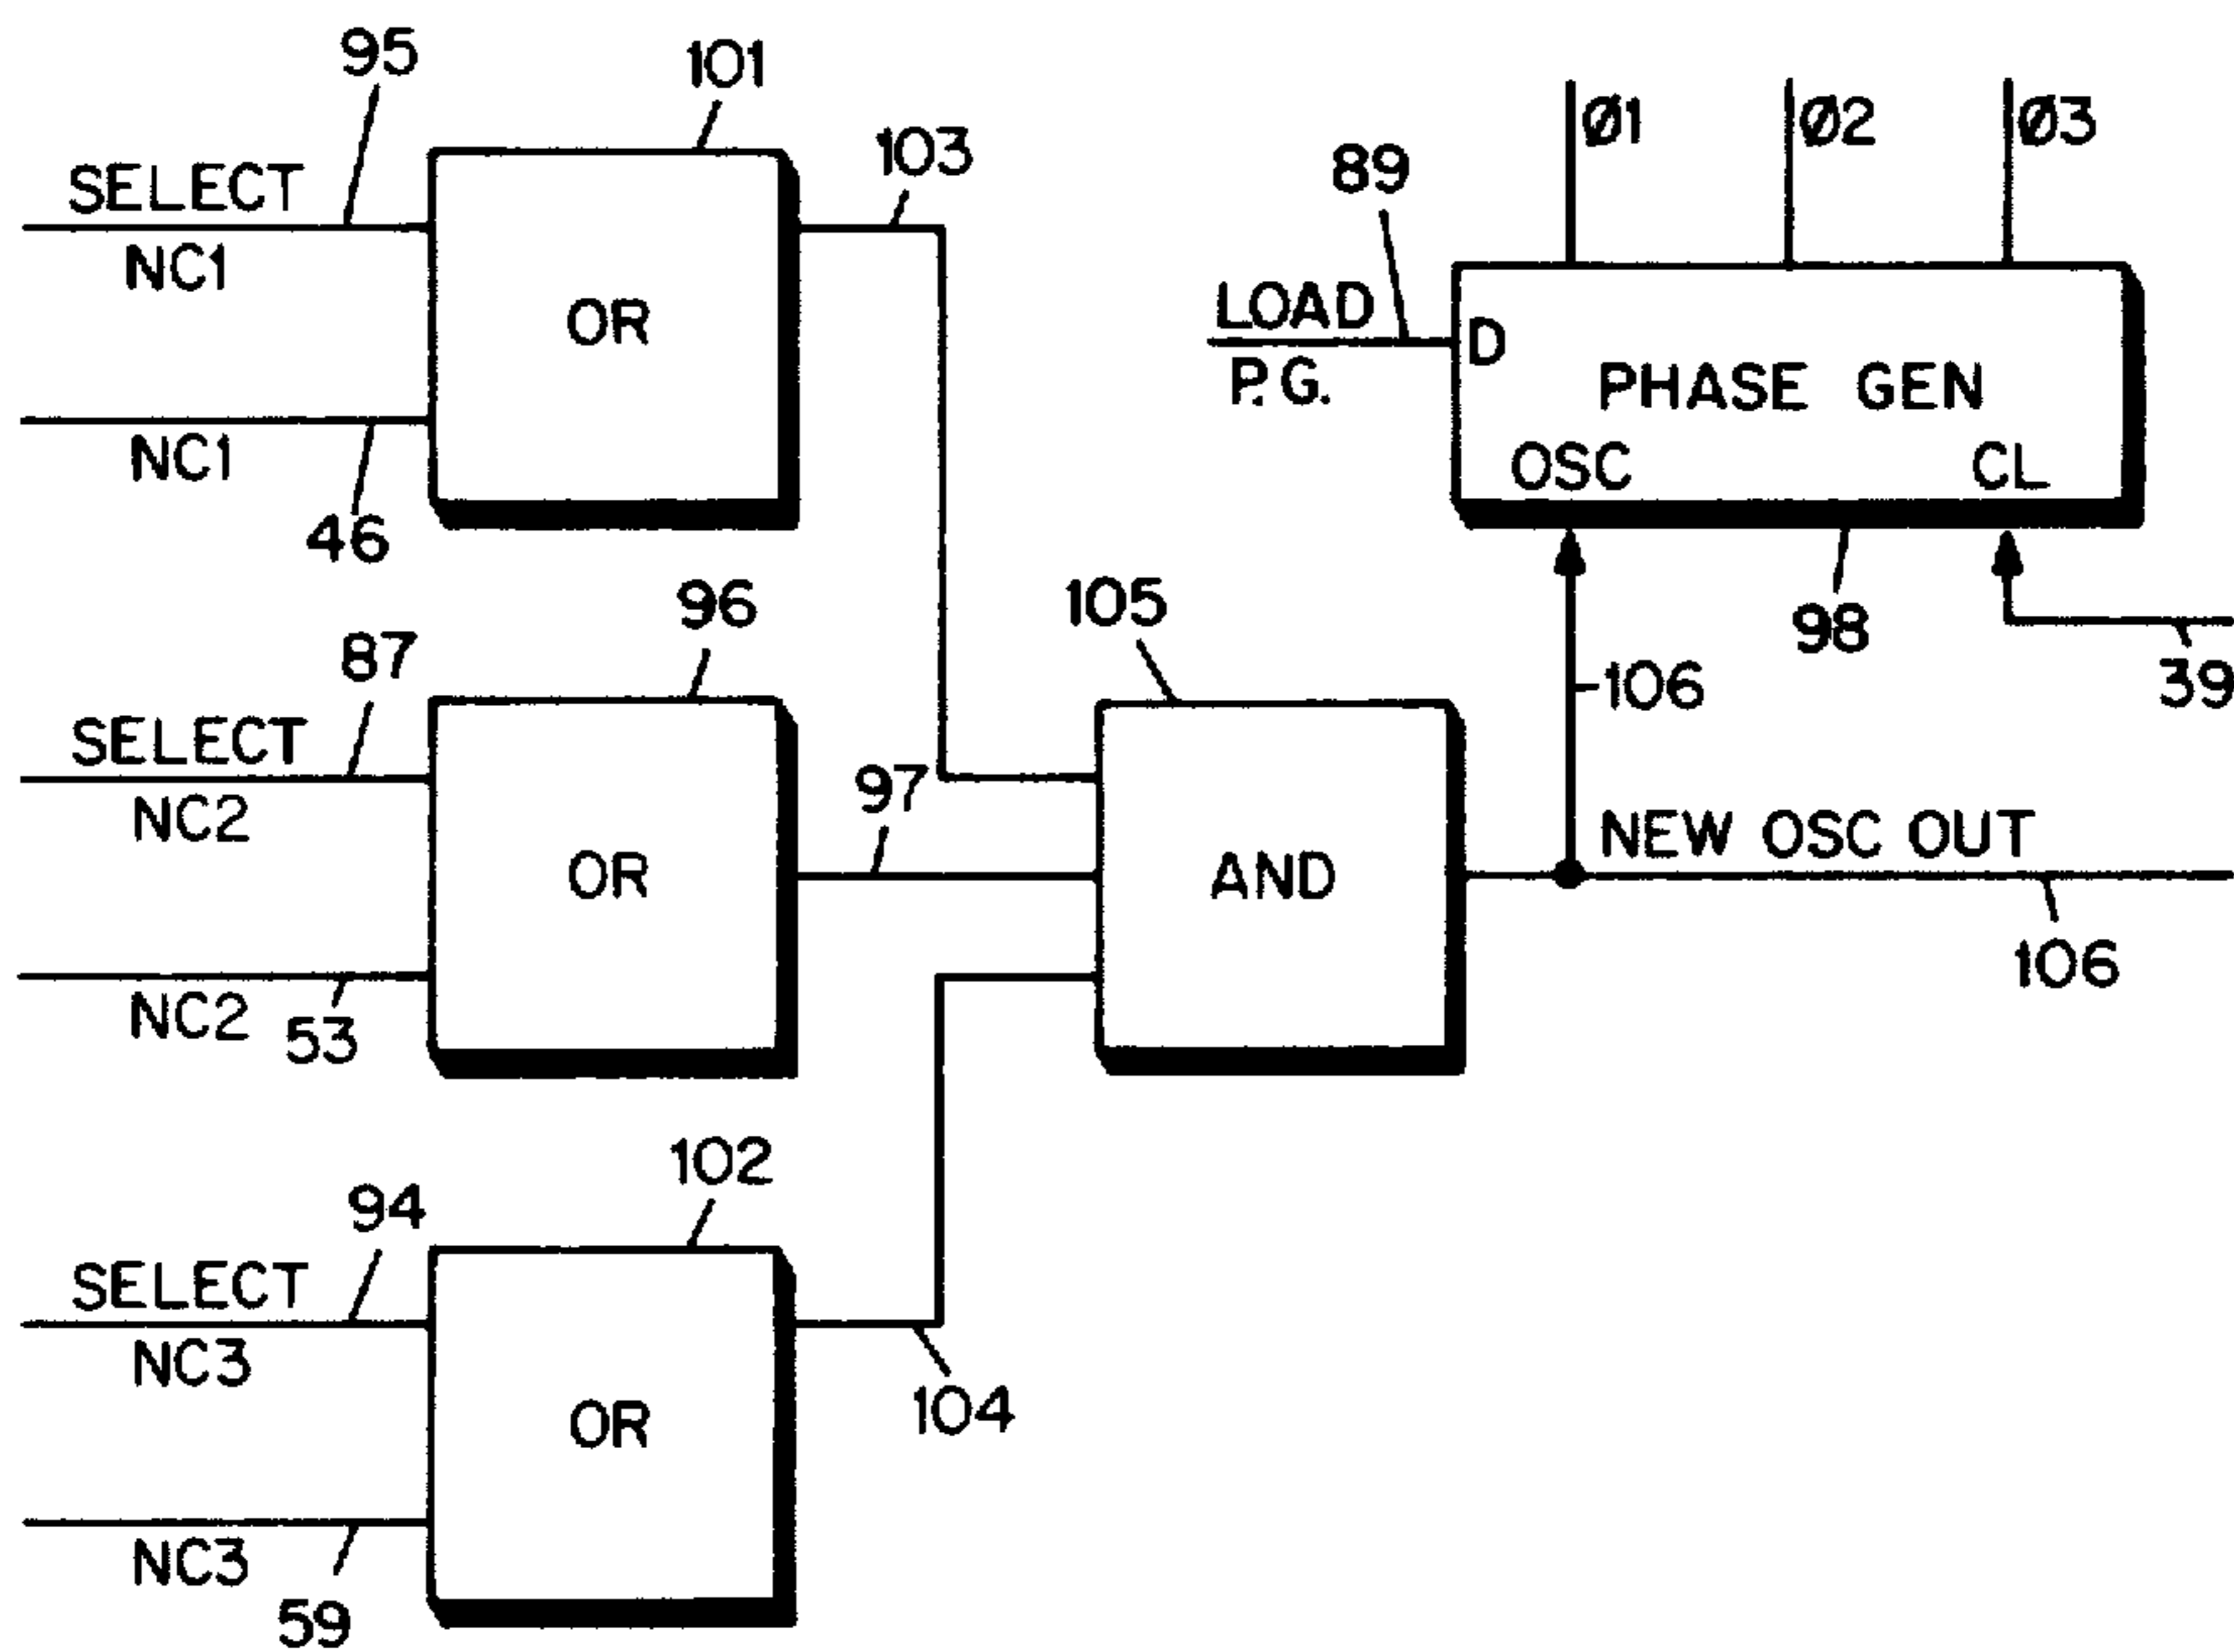 95
101
103
SELECT
NC1
OR
NC1
46
Ø1
Ø2
Ø3
89
LOAD
P.G.
D
PHASE GEN
OSC
CL
98
39
106
87
96
SELECT
NC2
OR
NC2
53
97
105
AND
NEW OSC OUT
106
94
102
SELECT
NC3
OR
NC3
59
104